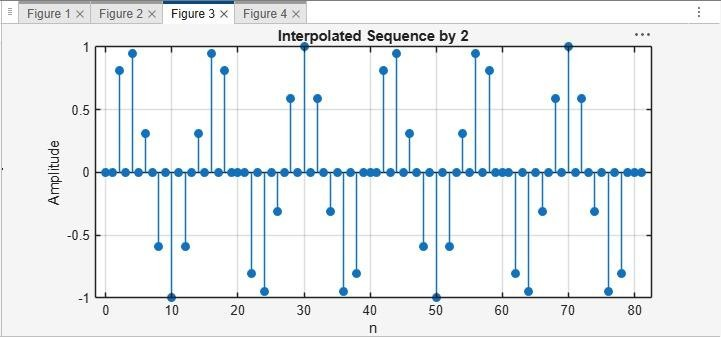 Figure 1 × Figure 2 × Figure 3 × Figure 4 ×
Interpolated Sequence by 2
1
0.5
0
-0.5
-1
Amplitude
0 10 20 30 40 50 60 70 80
n